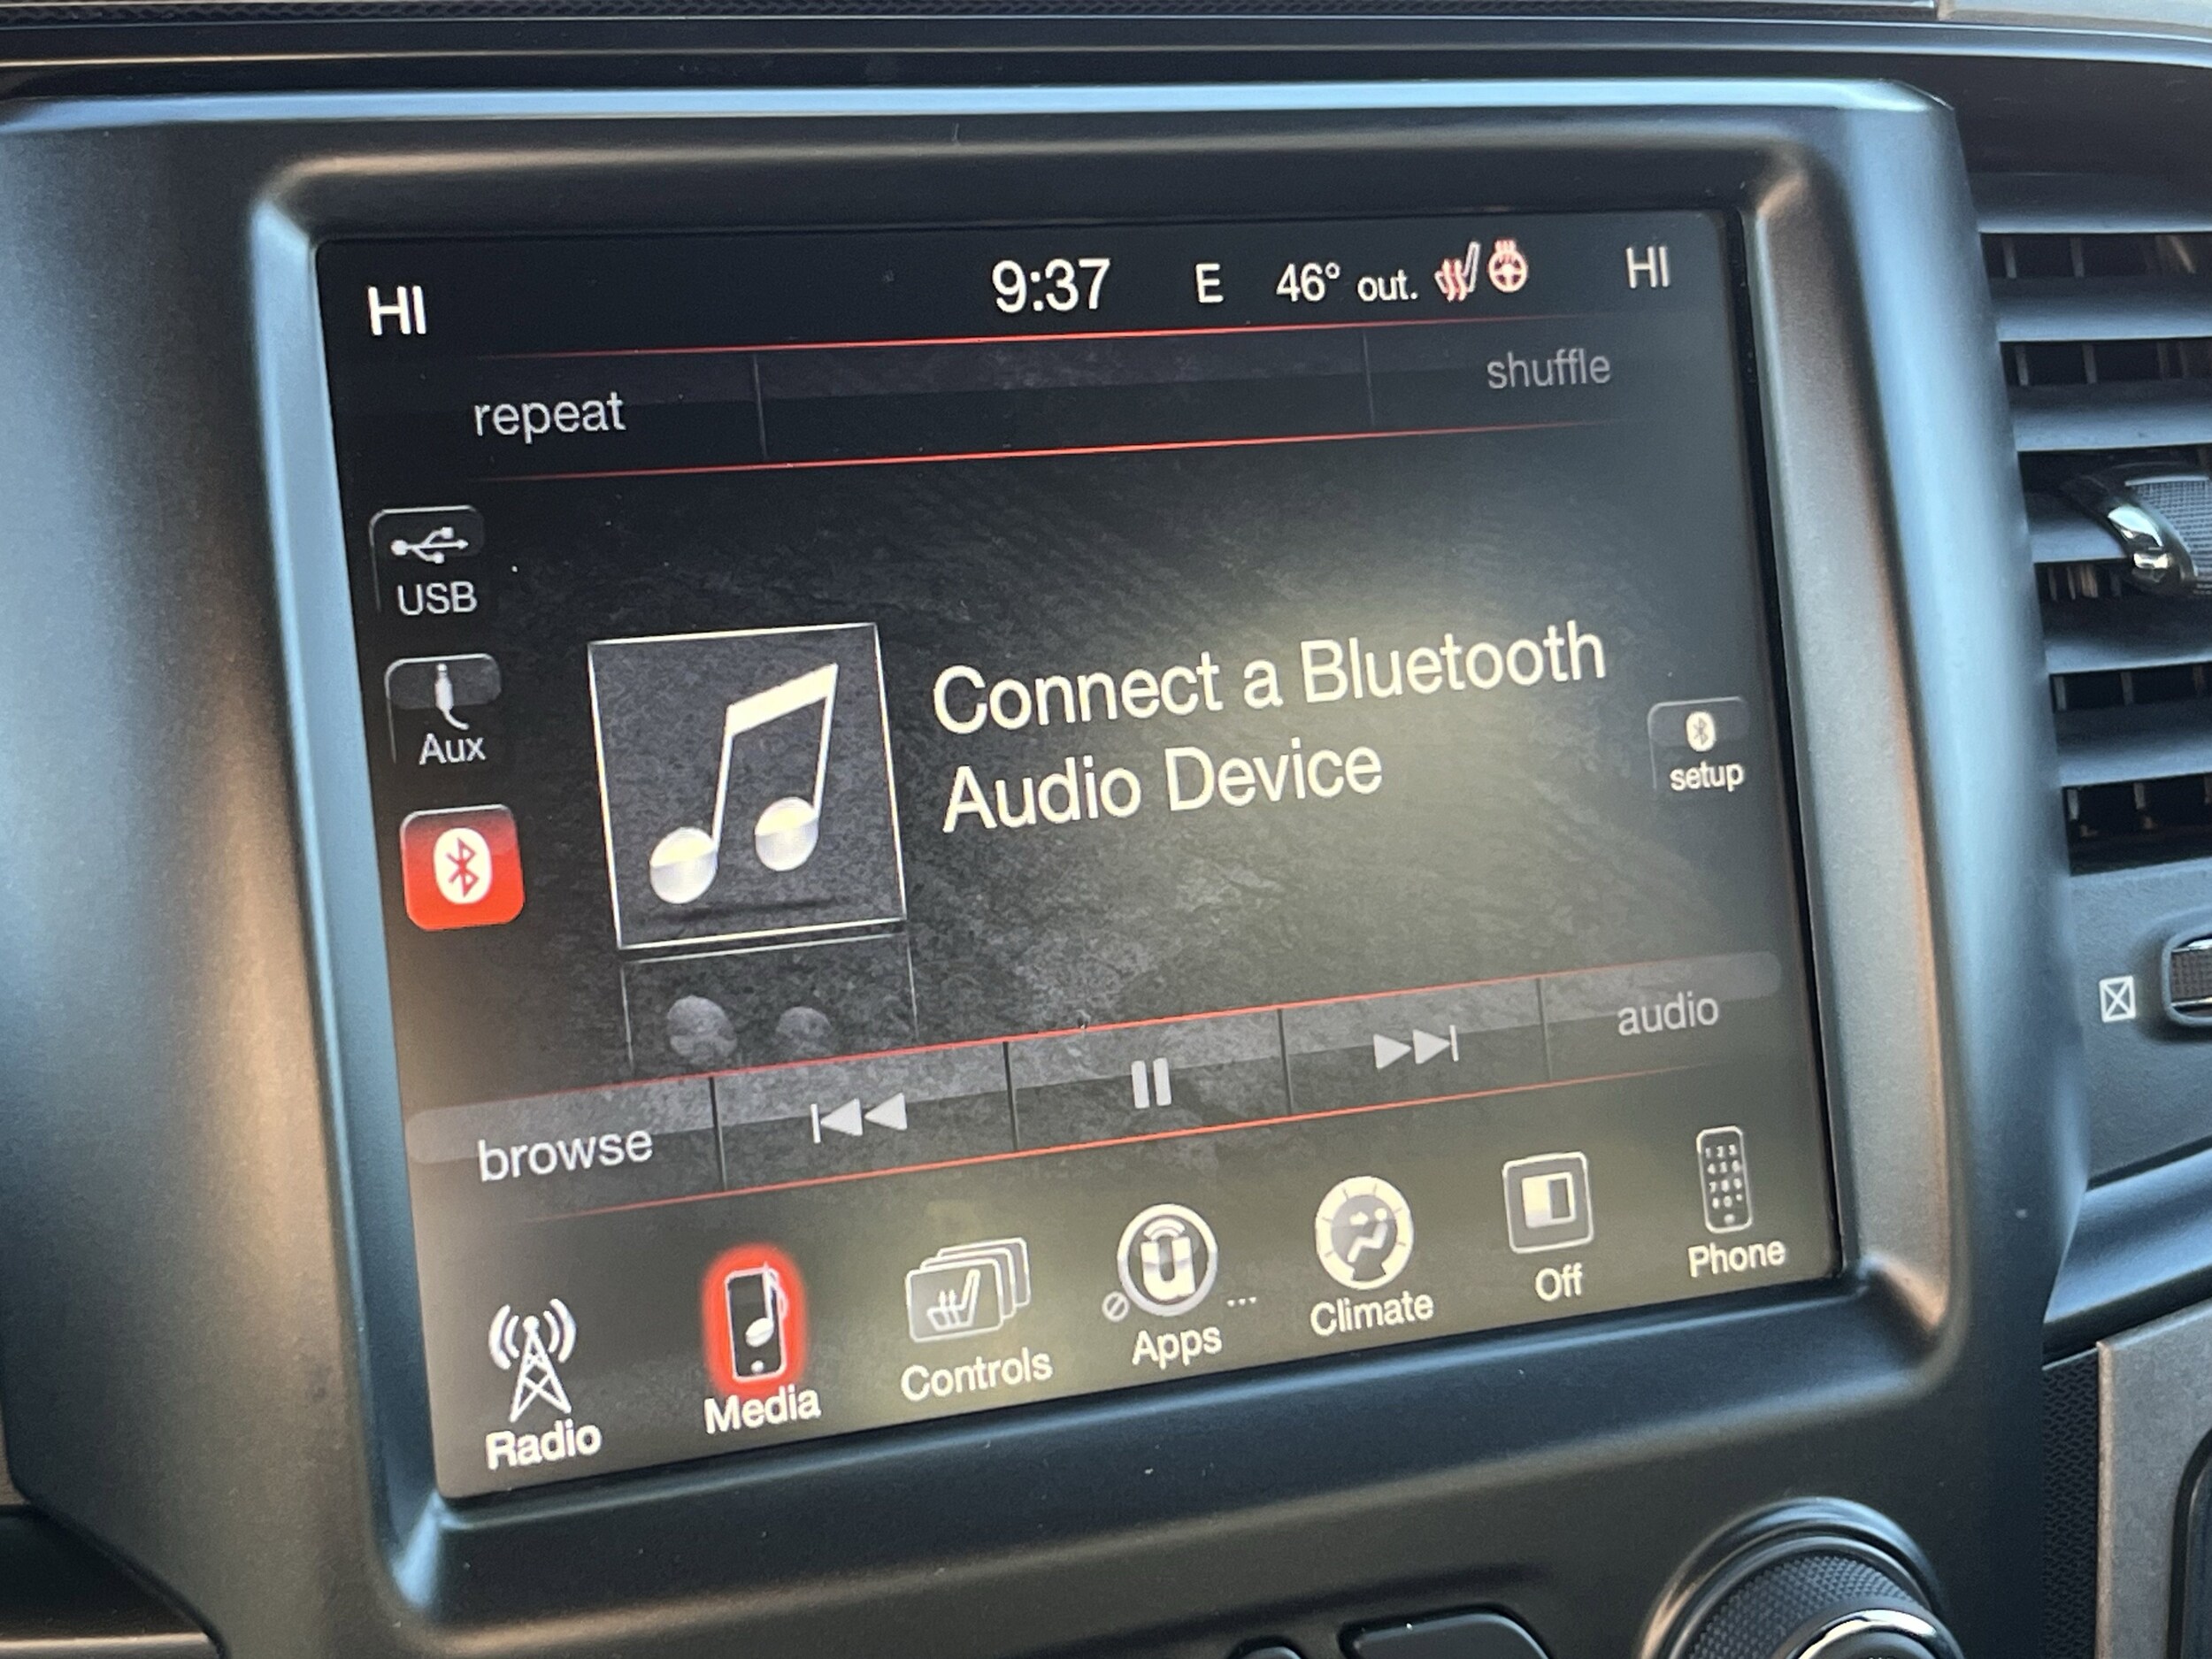 HI 9:37 E 46° out. HI
repeat shuffle
USB
Aux
Connect a Bluetooth
Audio Device
setup
browse audio
Radio Media Controls Apps ... Climate Off Phone